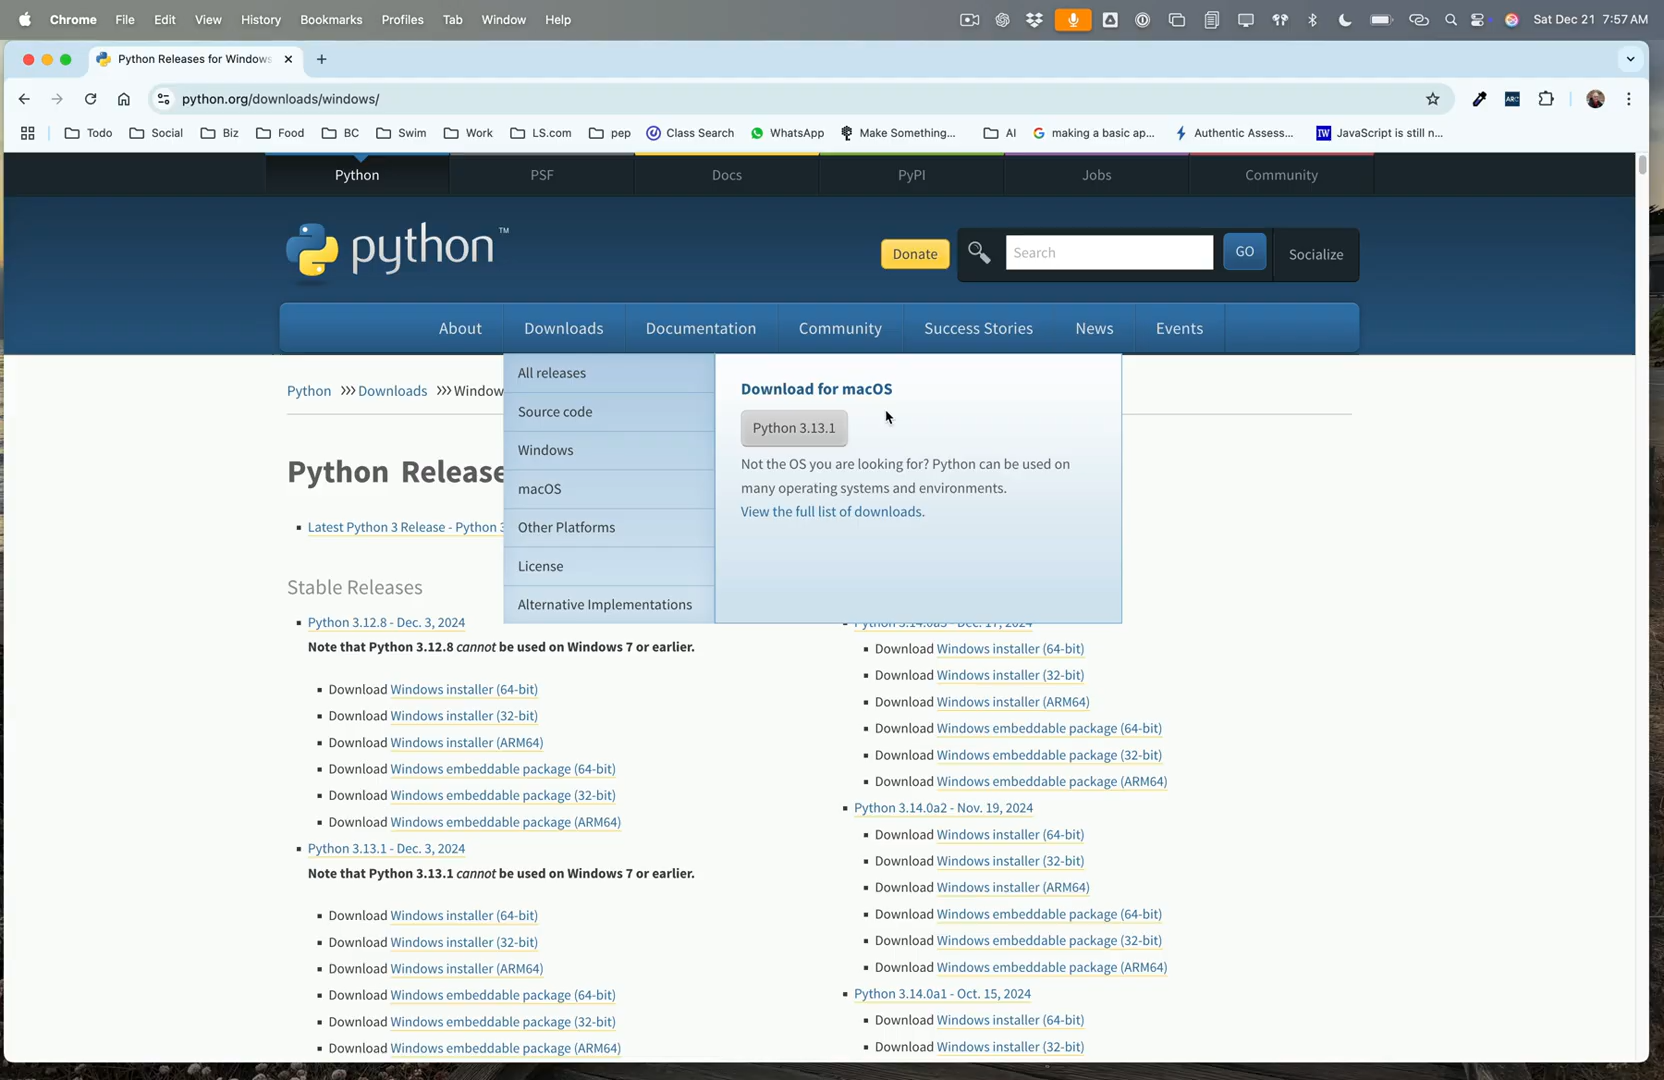 Chrome File Edit View History Bookmarks Profiles Tab Window Help Sat Dec 21 7:57 AM
Python Releases for Windows
python.org/downloads/windows/
Todo Social Biz Food BC Swim Work LS.com pep Class Search WhatsApp Make Something... AI making a basic ap... Authentic Assess... JavaScript is still n...
Python PSF Docs PyPI Jobs Community
python™
Donate Search GO Socialize
About Downloads Documentation Community Success Stories News Events
All releases
Source code
Windows
macOS
Other Platforms
License
Alternative Implementations
Download for macOS
Python 3.13.1
Not the OS you are looking for? Python can be used on
many operating systems and environments.
View the full list of downloads.
Python >>> Downloads >>> Window
Python Release
Latest Python 3 Release - Python 3
Stable Releases
Python 3.12.8 - Dec. 3, 2024
Note that Python 3.12.8 cannot be used on Windows 7 or earlier.
Download Windows installer (64-bit)
Download Windows installer (32-bit)
Download Windows installer (ARM64)
Download Windows embeddable package (64-bit)
Download Windows embeddable package (32-bit)
Download Windows embeddable package (ARM64)
Python 3.13.1 - Dec. 3, 2024
Note that Python 3.13.1 cannot be used on Windows 7 or earlier.
Download Windows installer (64-bit)
Download Windows installer (32-bit)
Download Windows installer (ARM64)
Download Windows embeddable package (64-bit)
Download Windows embeddable package (32-bit)
Download Windows embeddable package (ARM64)
Python 3.14.0a3 - Dec. 17, 2024
Download Windows installer (64-bit)
Download Windows installer (32-bit)
Download Windows installer (ARM64)
Download Windows embeddable package (64-bit)
Download Windows embeddable package (32-bit)
Download Windows embeddable package (ARM64)
Python 3.14.0a2 - Nov. 19, 2024
Download Windows installer (64-bit)
Download Windows installer (32-bit)
Download Windows installer (ARM64)
Download Windows embeddable package (64-bit)
Download Windows embeddable package (32-bit)
Download Windows embeddable package (ARM64)
Python 3.14.0a1 - Oct. 15, 2024
Download Windows installer (64-bit)
Download Windows installer (32-bit)